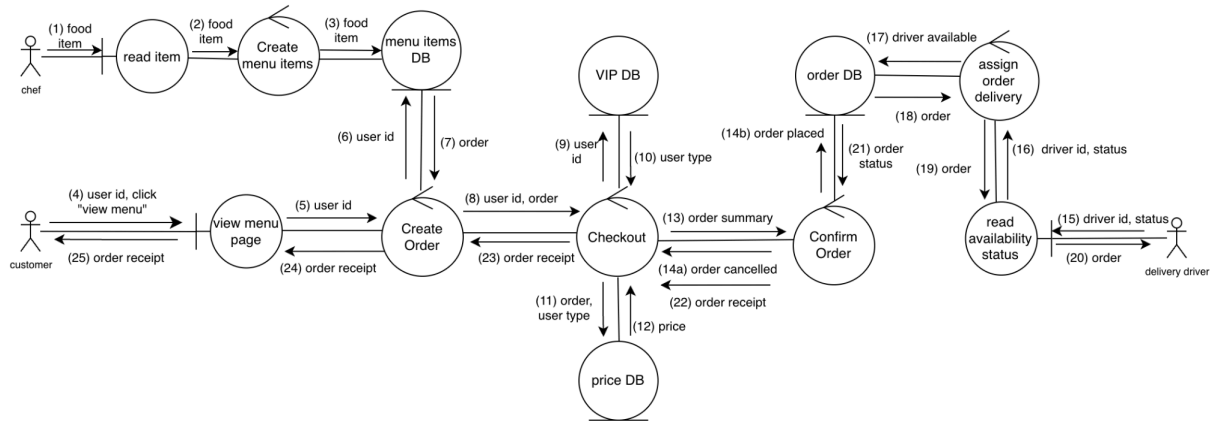 (1) food
item
(2) food
item
(3) food
item
chef
read item
Create
menu items
menu items
DB
VIP DB
order DB
(17) driver available
assign
order
delivery
(18) order
(6) user id
(7) order
(9) user
id
(10) user type
(14b) order placed
(21) order
status
(19) order
(16) driver id, status
(4) user id, click
"view menu"
(25) order receipt
customer
view menu
page
(5) user id
(24) order receipt
Create
Order
(8) user id, order
(23) order receipt
Checkout
(13) order summary
(14a) order cancelled
(22) order receipt
Confirm
Order
read
availability
status
(15) driver id, status
(20) order
delivery driver
(11) order,
user type
(12) price
price DB